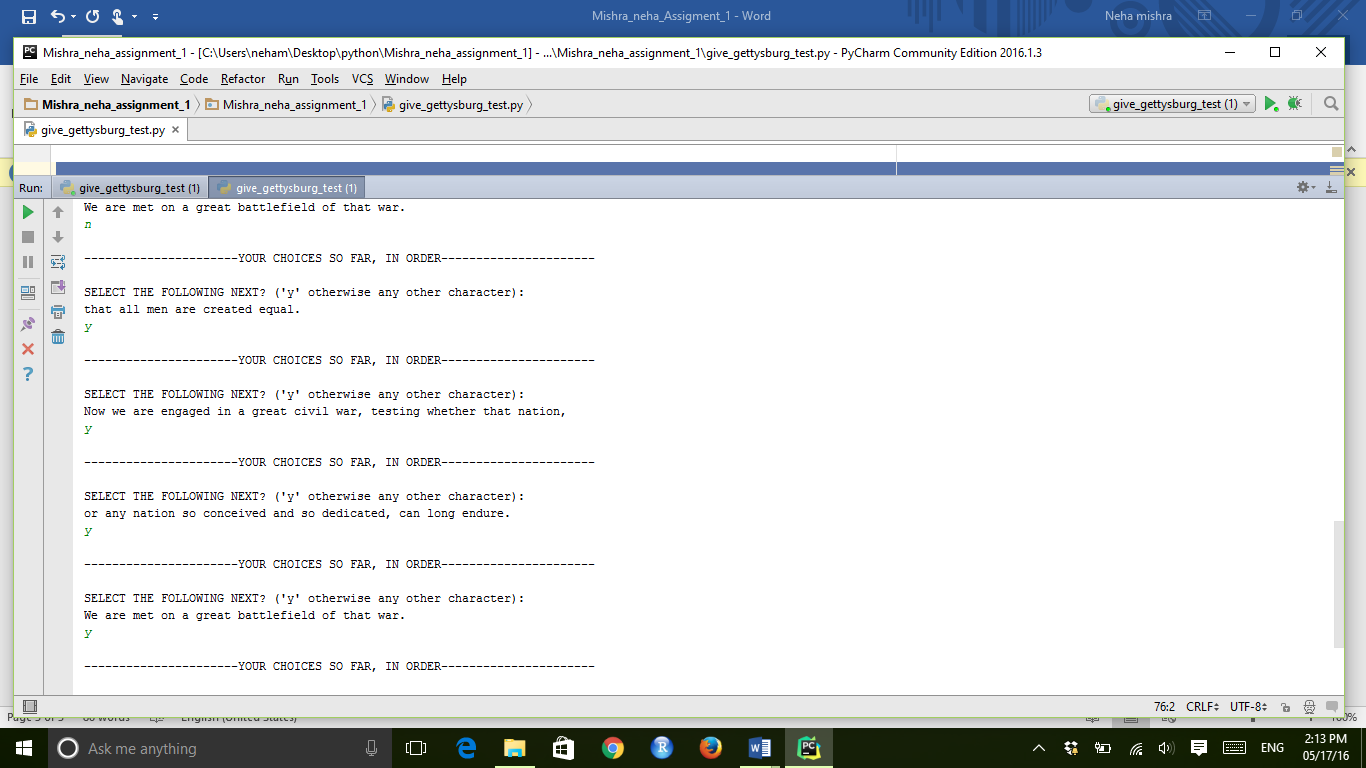 Mishra_neha_Assigment_1 - Word
Neha mishra
PC Mishra_neha_assignment_1 - [C:\Users\neham\Desktop\python\Mishra_neha_assignment_1] - ...\Mishra_neha_assignment_1\give_gettysburg_test.py - PyCharm Community Edition 2016.1.3
File Edit View Navigate Code Refactor Run Tools VCS Window Help
Mishra_neha_assignment_1 Mishra_neha_assignment_1 give_gettysburg_test.py give_gettysburg_test (1)
give_gettysburg_test.py ×
Run: give_gettysburg_test (1) give_gettysburg_test (1)
We are met on a great battlefield of that war.
n
----------------------YOUR CHOICES SO FAR, IN ORDER----------------------
SELECT THE FOLLOWING NEXT? ('y' otherwise any other character):
that all men are created equal.
y
----------------------YOUR CHOICES SO FAR, IN ORDER----------------------
SELECT THE FOLLOWING NEXT? ('y' otherwise any other character):
Now we are engaged in a great civil war, testing whether that nation,
y
----------------------YOUR CHOICES SO FAR, IN ORDER----------------------
SELECT THE FOLLOWING NEXT? ('y' otherwise any other character):
or any nation so conceived and so dedicated, can long endure.
y
----------------------YOUR CHOICES SO FAR, IN ORDER----------------------
SELECT THE FOLLOWING NEXT? ('y' otherwise any other character):
We are met on a great battlefield of that war.
y
----------------------YOUR CHOICES SO FAR, IN ORDER----------------------
76:2 CRLF UTF-8
English (United States)
Ask me anything
ENG
2:13 PM
05/17/16